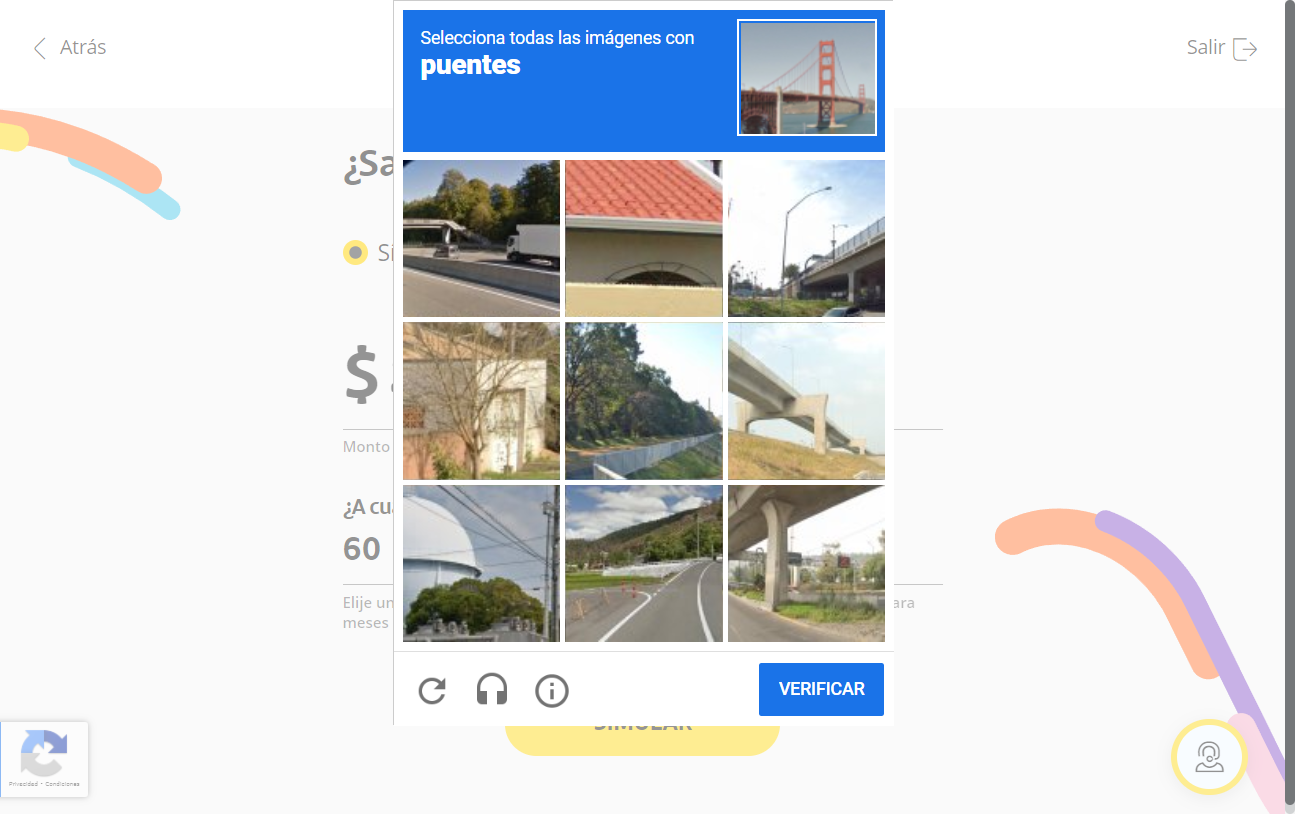 Atrás
Selecciona todas las imágenes con
puentes
Salir
¿Sa
Sí
$
Monto
¿A cu
60
Elije un
ara
meses
VERIFICAR
SIMULAR
Privacidad - Condiciones